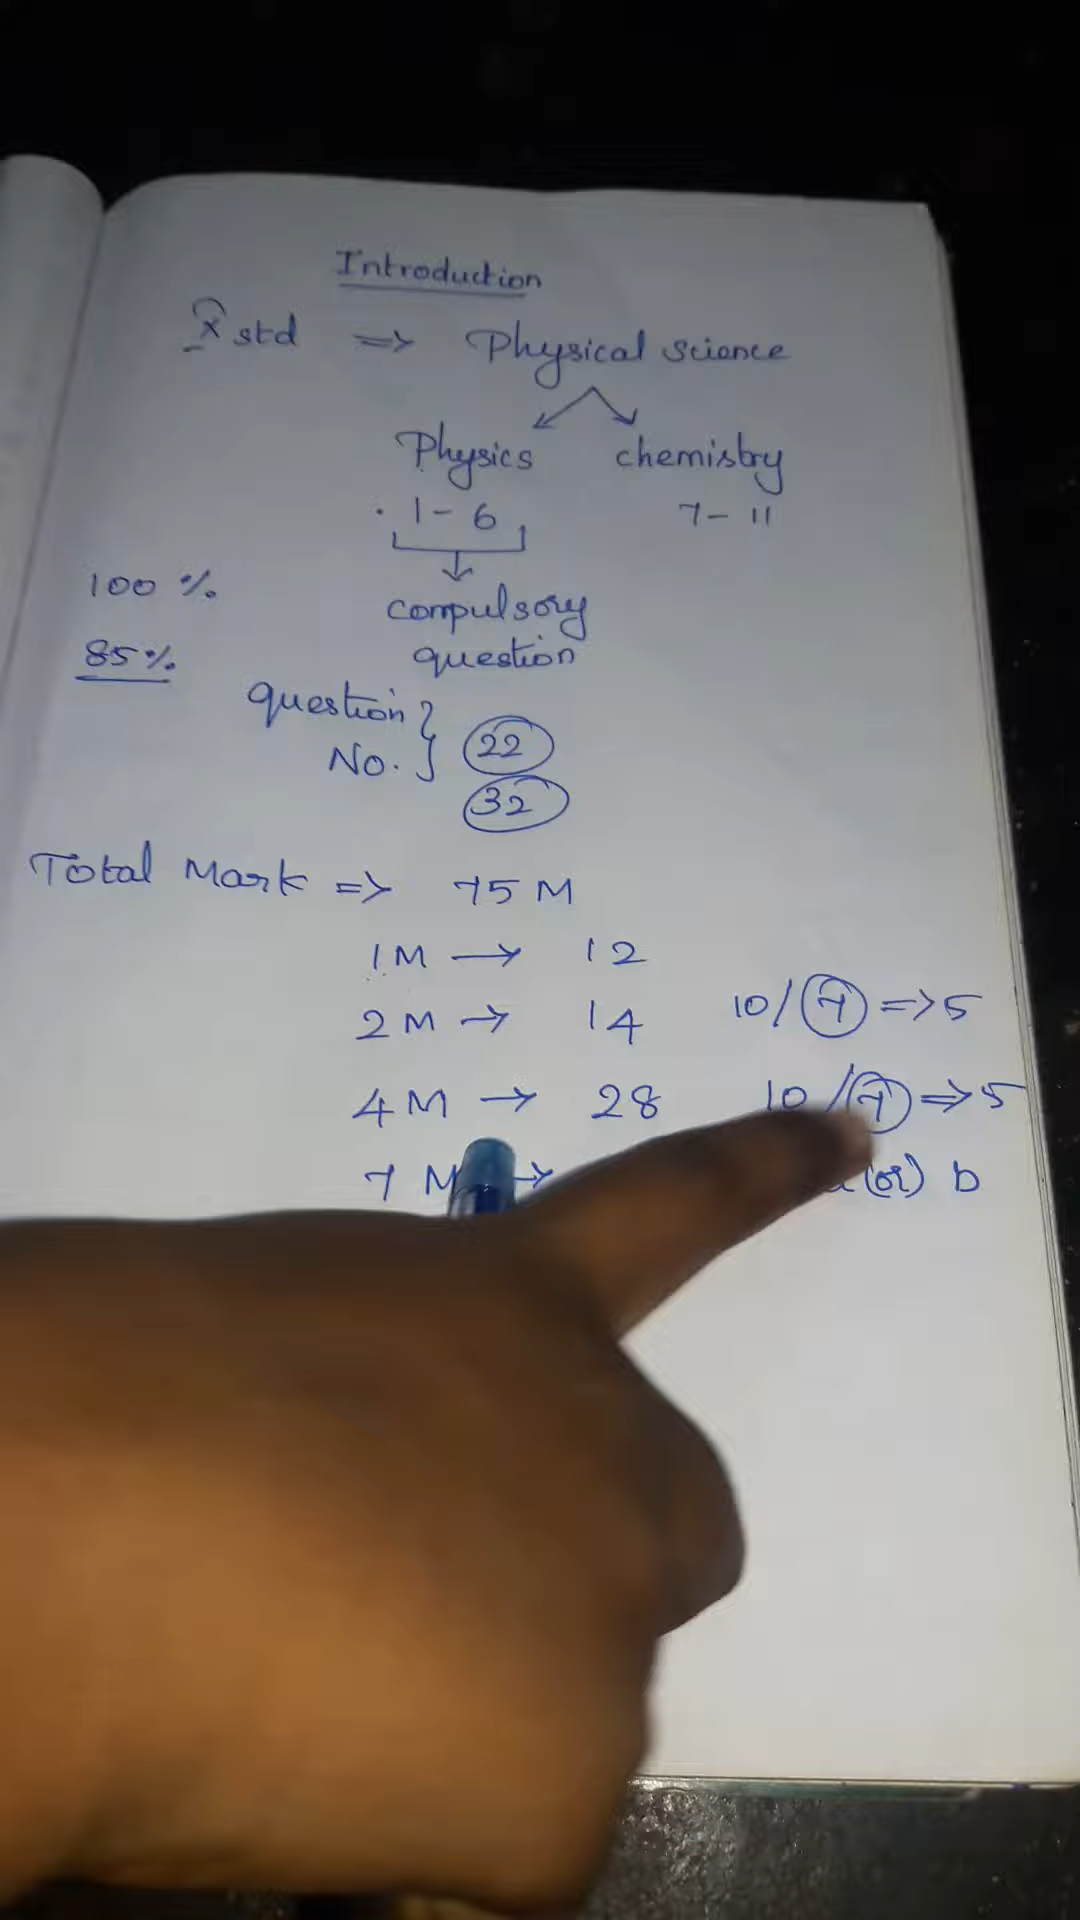 Introduction
X std => Physical science
Physics chemistry
1-6 7-11
100 %
compulsory
85% question
question
No. } 22
32
Total Mark => 75 M
1M → 12
2M → 14 10/7 => 5
4M → 28 10/7 => 5
7M → (or) b